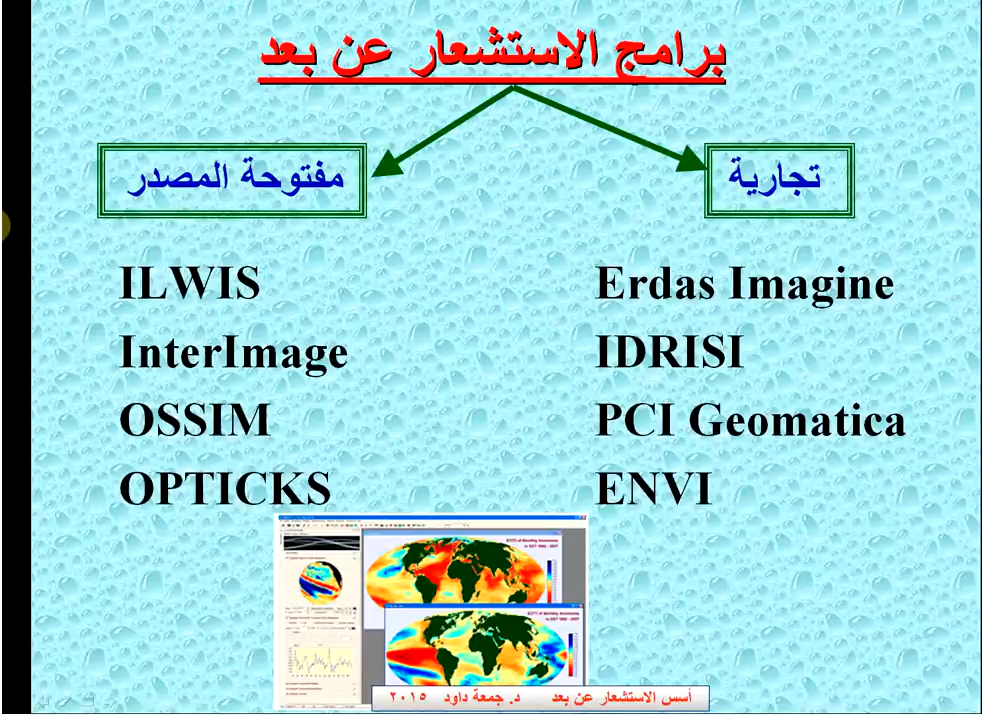 برامج الاستشعار عن بعد
تجارية
مفتوحة المصدر
Erdas Imagine
IDRISI
PCI Geomatica
ENVI
ILWIS
InterImage
OSSIM
OPTICKS
أسس الاستشعار عن بعد د. جمعة داود ٢٠١٥